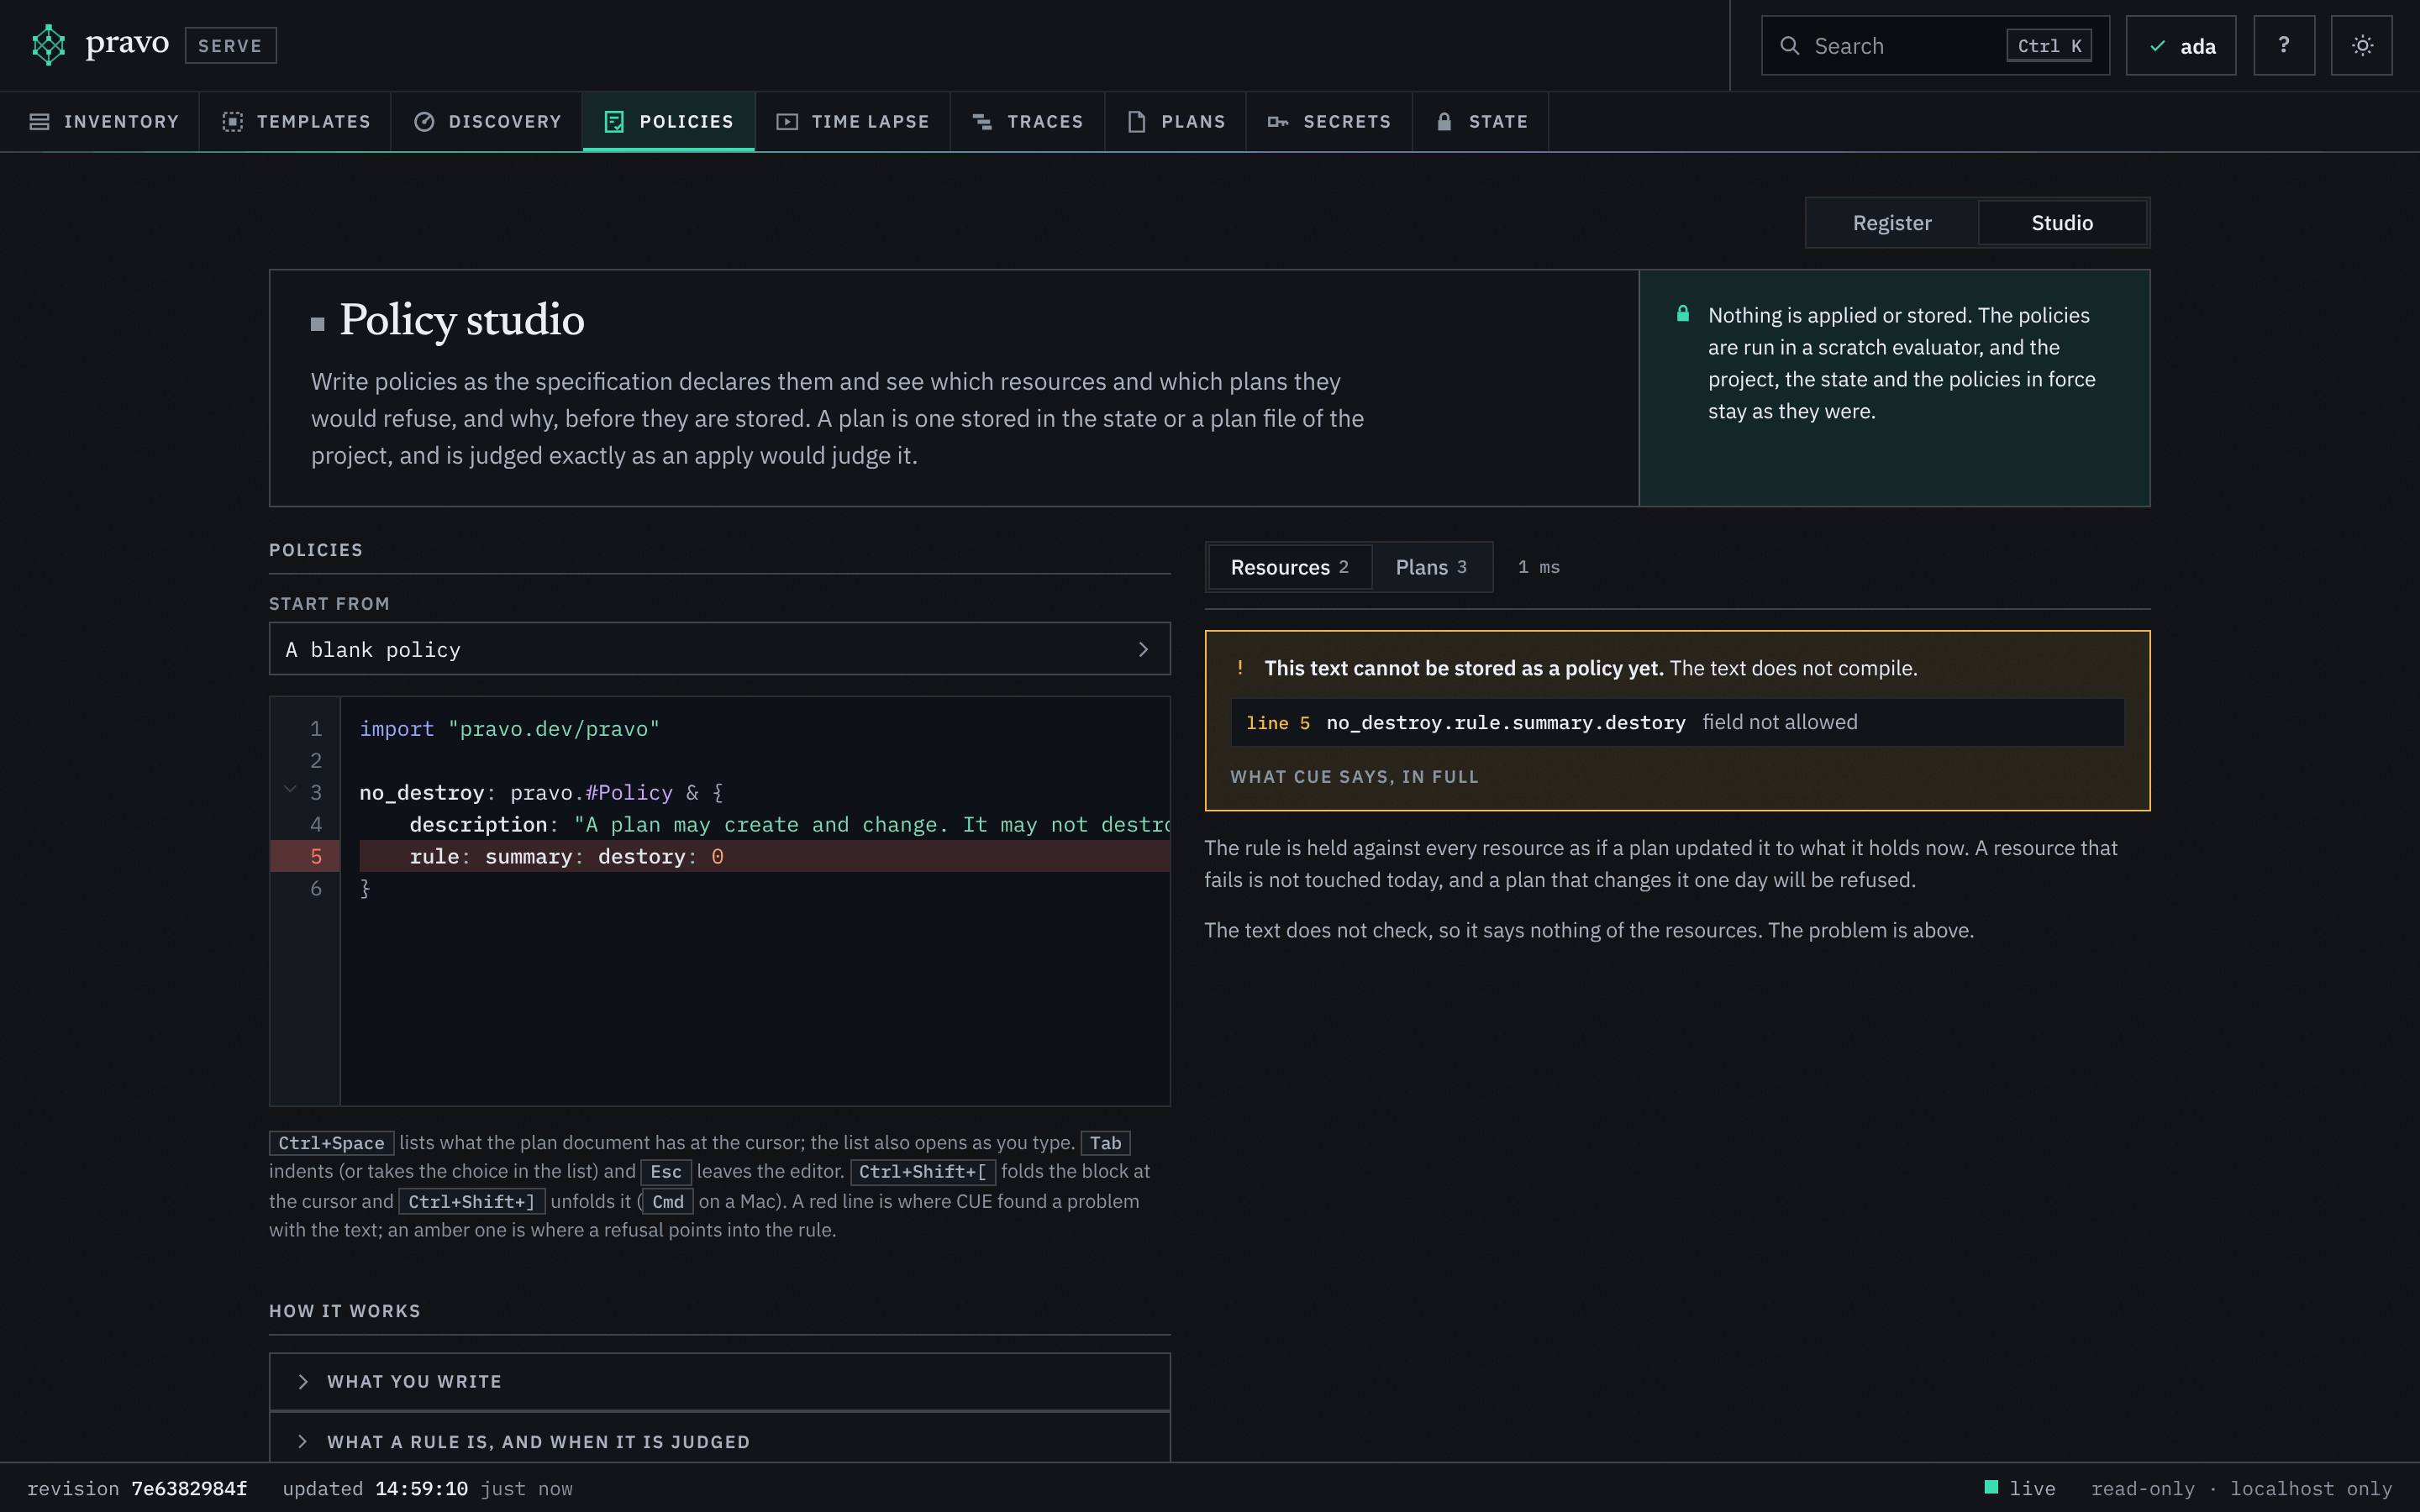 pravo SERVE
Search Ctrl K
ada
?
INVENTORY TEMPLATES DISCOVERY POLICIES TIME LAPSE TRACES PLANS SECRETS STATE
Register Studio
Policy studio
Write policies as the specification declares them and see which resources and which plans they
would refuse, and why, before they are stored. A plan is one stored in the state or a plan file of the
project, and is judged exactly as an apply would judge it.
Nothing is applied or stored. The policies
are run in a scratch evaluator, and the
project, the state and the policies in force
stay as they were.
POLICIES
START FROM
A blank policy
1 import "pravo.dev/pravo"
2
3 no_destroy: pravo.#Policy & {
4 description: "A plan may create and change. It may not destro
5 rule: summary: destory: 0
6 }
Ctrl+Space lists what the plan document has at the cursor; the list also opens as you type. Tab
indents (or takes the choice in the list) and Esc leaves the editor. Ctrl+Shift+[ folds the block at
the cursor and Ctrl+Shift+] unfolds it (Cmd on a Mac). A red line is where CUE found a problem
with the text; an amber one is where a refusal points into the rule.
HOW IT WORKS
WHAT YOU WRITE
WHAT A RULE IS, AND WHEN IT IS JUDGED
Resources 2 Plans 3 1 ms
! This text cannot be stored as a policy yet. The text does not compile.
line 5 no_destroy.rule.summary.destory field not allowed
WHAT CUE SAYS, IN FULL
The rule is held against every resource as if a plan updated it to what it holds now. A resource that
fails is not touched today, and a plan that changes it one day will be refused.
The text does not check, so it says nothing of the resources. The problem is above.
revision 7e6382984f updated 14:59:10 just now
live read-only · localhost only